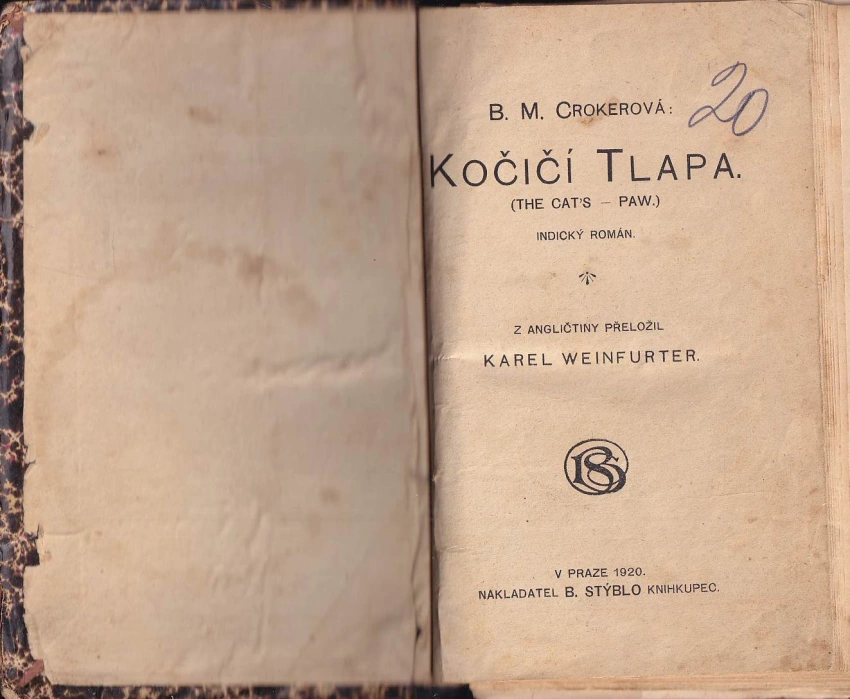 20
B. M. CROKEROVÁ:
KOČIČÍ TLAPA.
(THE CAT'S — PAW.)
INDICKÝ ROMÁN.
Z ANGLIČTINY PŘELOŽIL
KAREL WEINFURTER.
BS
V PRAZE 1920.
NAKLADATEL B. STÝBLO KNIHKUPEC.